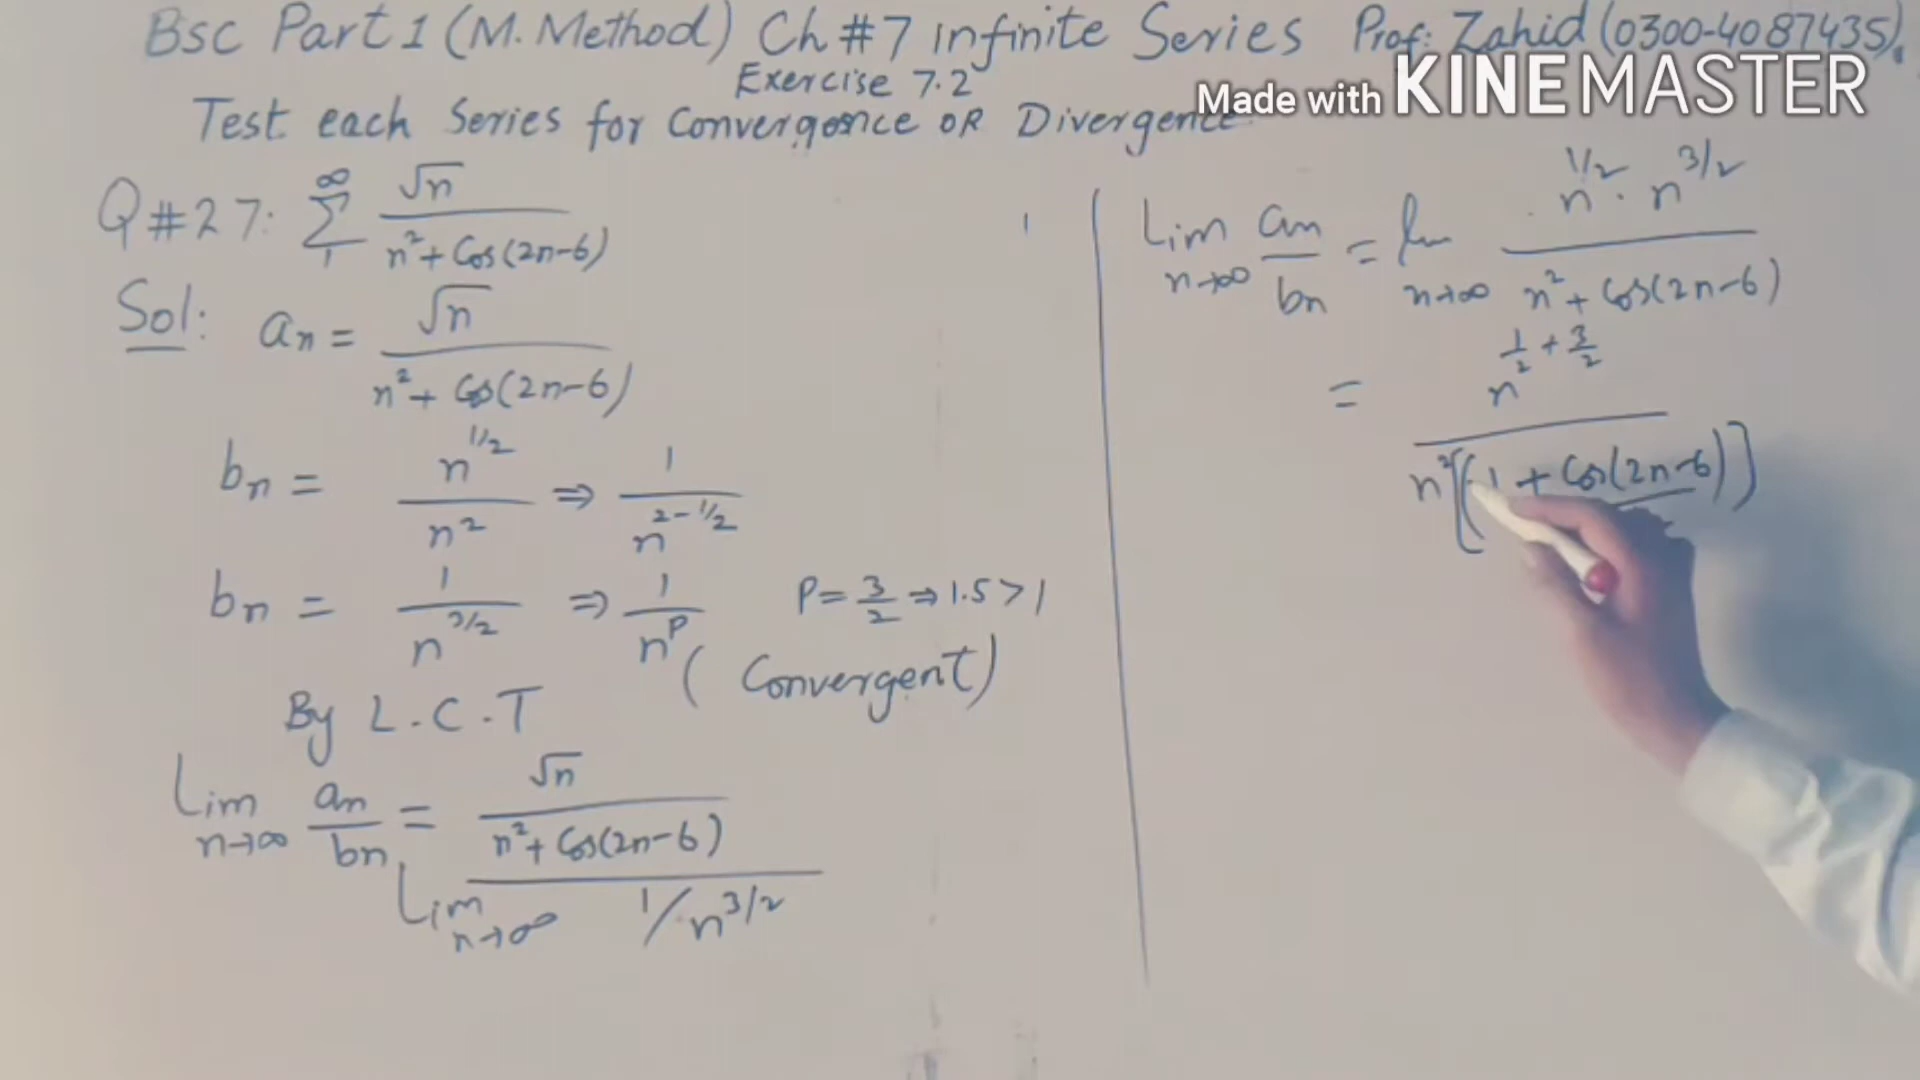 Bsc Part 1 (M. Method) Ch #7 infinite Series Prof: Zahid (0300-4087435).
Exercise 7.2
Made with KINEMASTER
Test each Series for Convergence OR Divergence
Q#27: ∞ ∑ 1 √n / n² + Cos(2n-6)
Sol: an = √n / n² + Cos(2n-6)
bn = n^1/2 / n² ⇒ 1 / n^2-1/2
bn = 1 / n^3/2 ⇒ 1 / n^P P = 3/2 ⇒ 1.5 > 1
(Convergent)
By L.C.T
Lim n→∞ an / bn = √n / n² + Cos(2n-6)
Lim n→∞ 1/n^3/2
Lim n→∞ an / bn = lim n→∞ n^1/2 . n^3/2 / n² + Cos(2n-6)
= n^1/2 + 3/2 / n² [(1 + Cos(2n-6))]